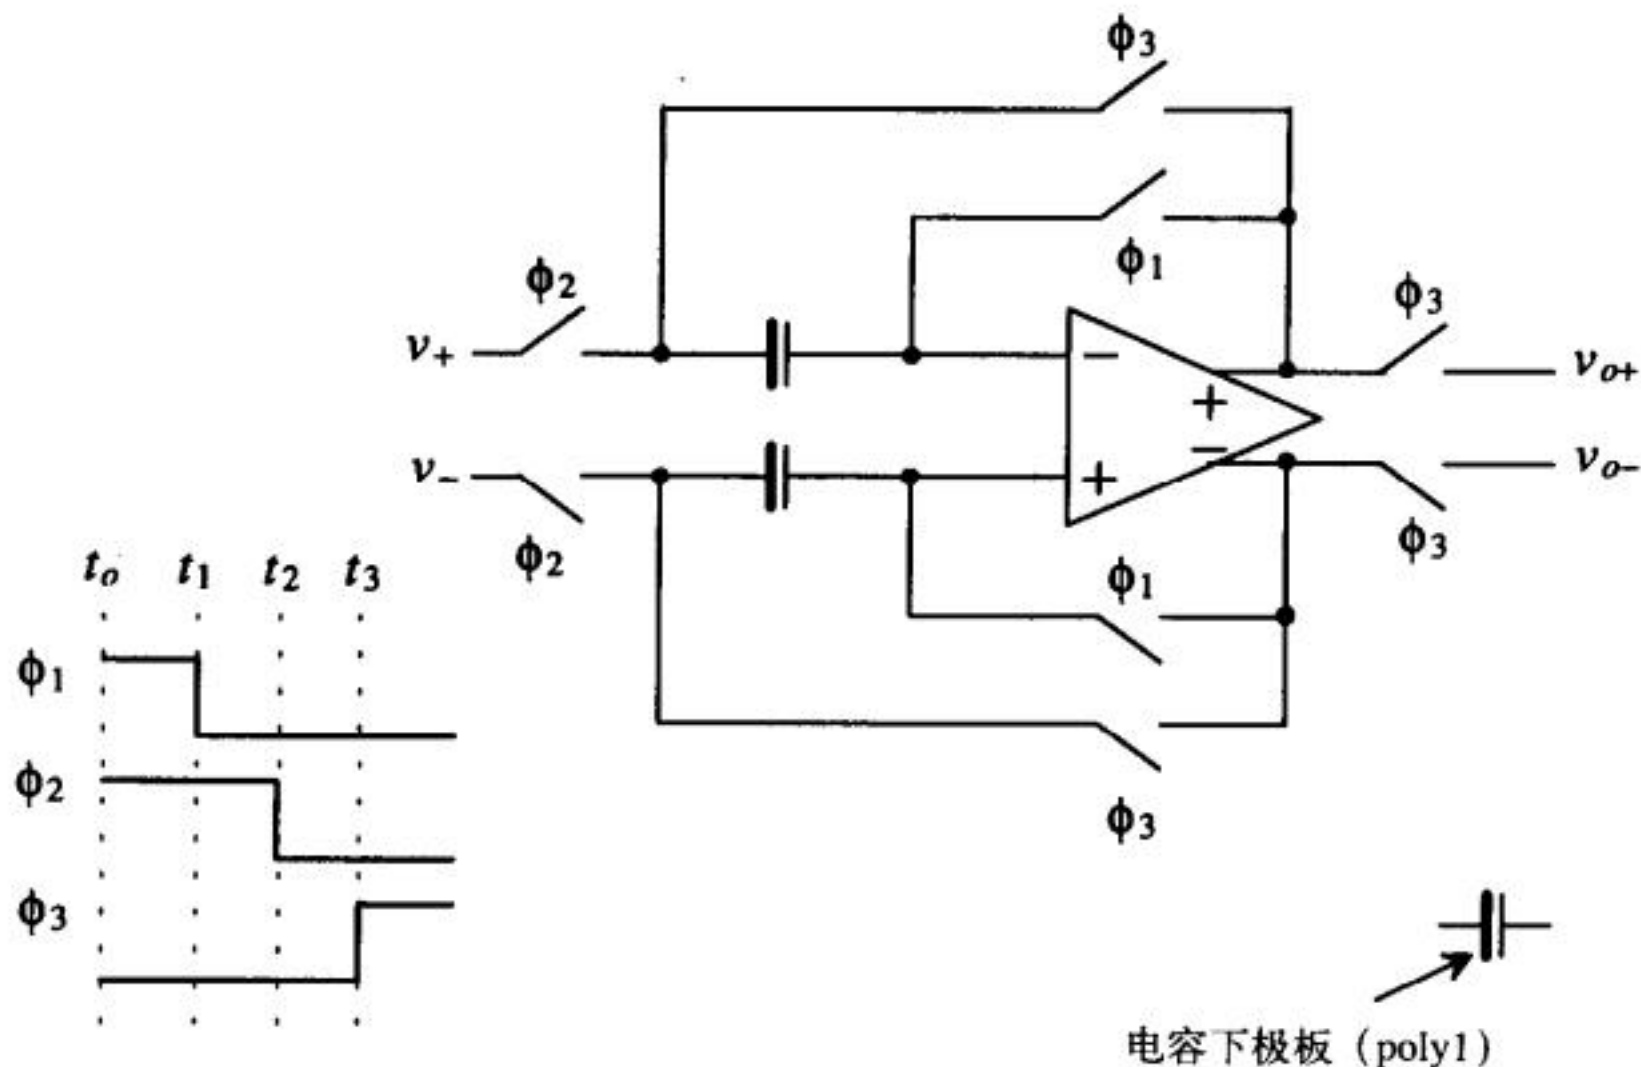 ϕ3
ϕ1
ϕ2
ϕ3
v+
vo+
+
−
−
+
v−
vo−
ϕ2
ϕ3
ϕ1
ϕ3
to t1 t2 t3
ϕ1
ϕ2
ϕ3
电容下极板（poly1）